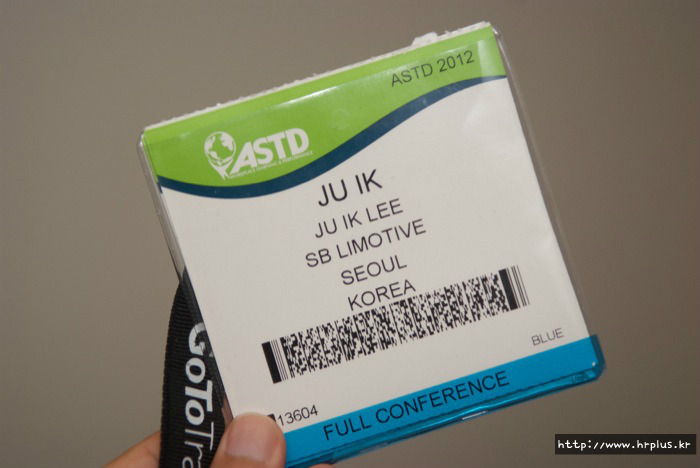 ASTD 2012
ASTD
JU IK
JU IK LEE
SB LIMOTIVE
SEOUL
KOREA
BLUE
13604
FULL CONFERENCE
GoToTra
http://www.hrplus.kr